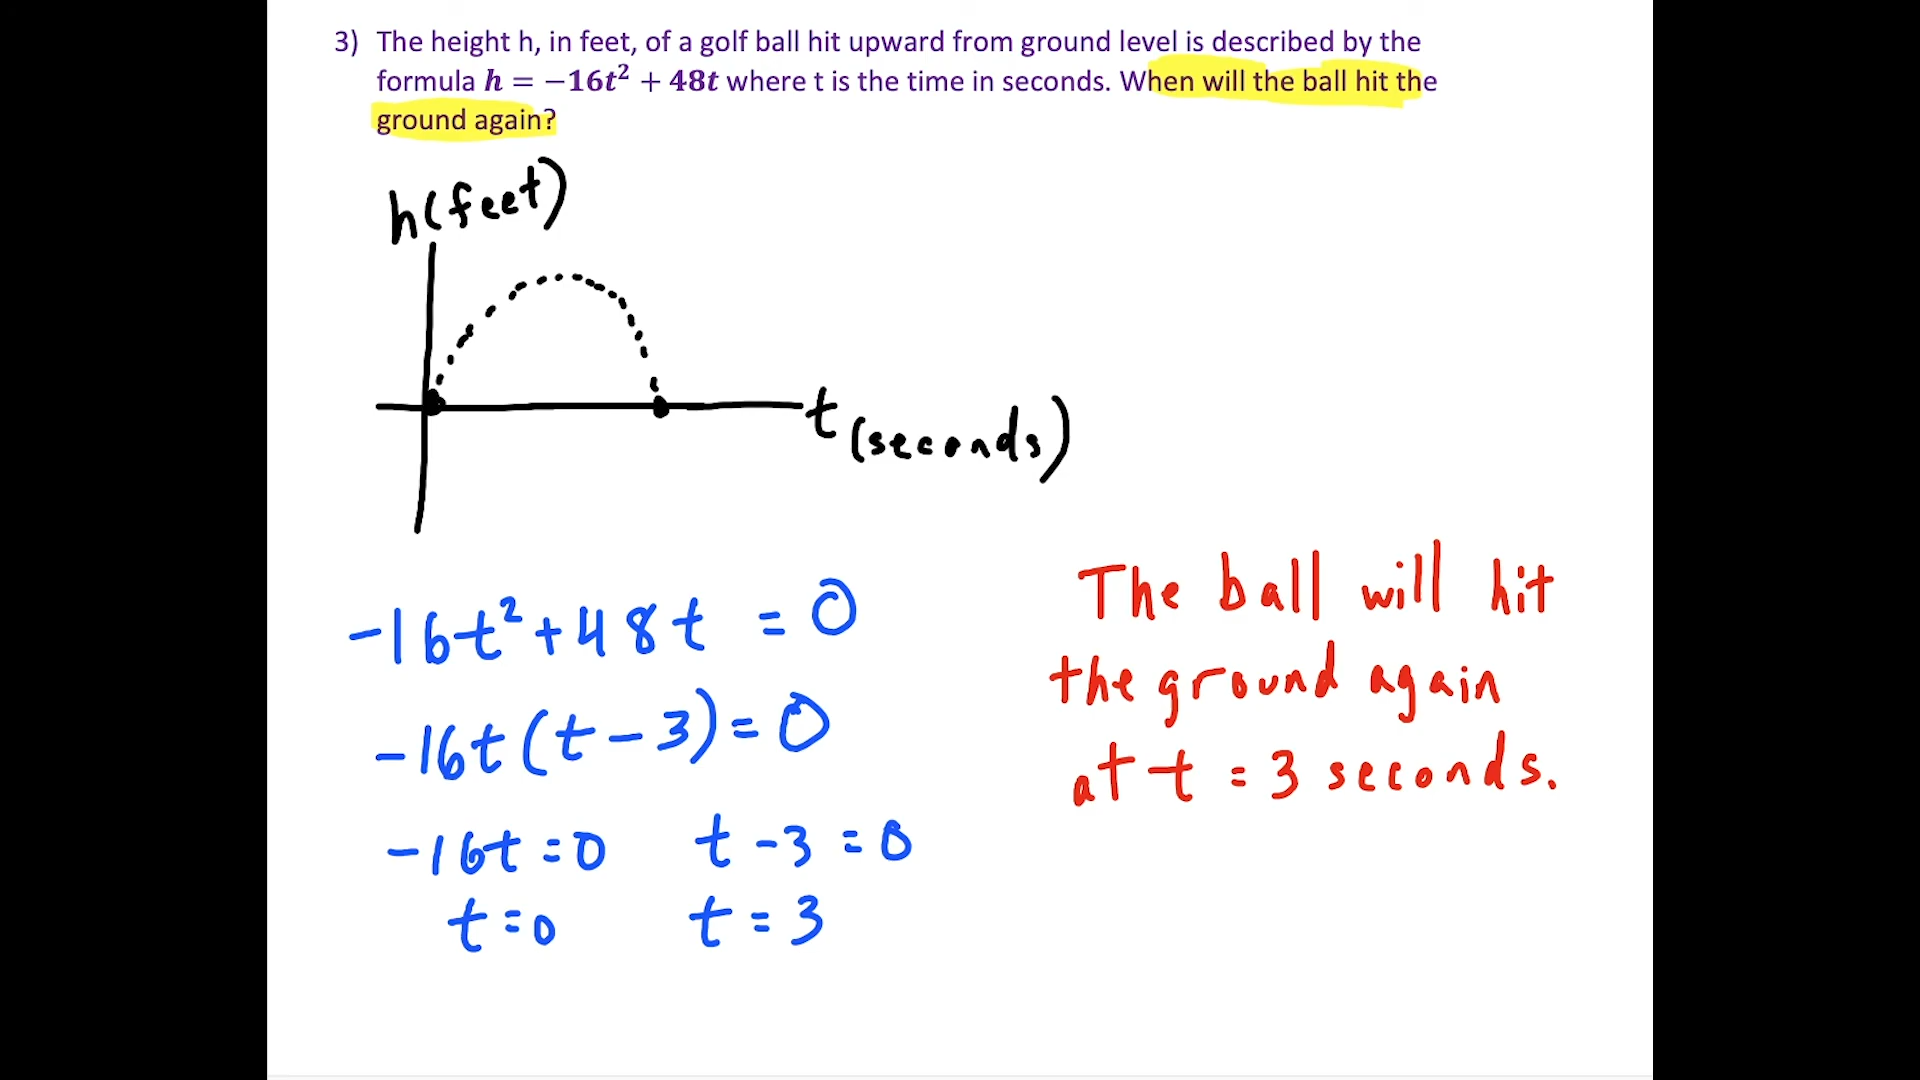 3) The height h, in feet, of a golf ball hit upward from ground level is described by the
formula h = −16t² + 48t where t is the time in seconds. When will the ball hit the
ground again?
h(feet)
t (seconds)
-16t²+48t = 0
-16t(t-3)=0
-16t=0 t-3=0
t=0 t=3
The ball will hit
the ground again
at t = 3 seconds.